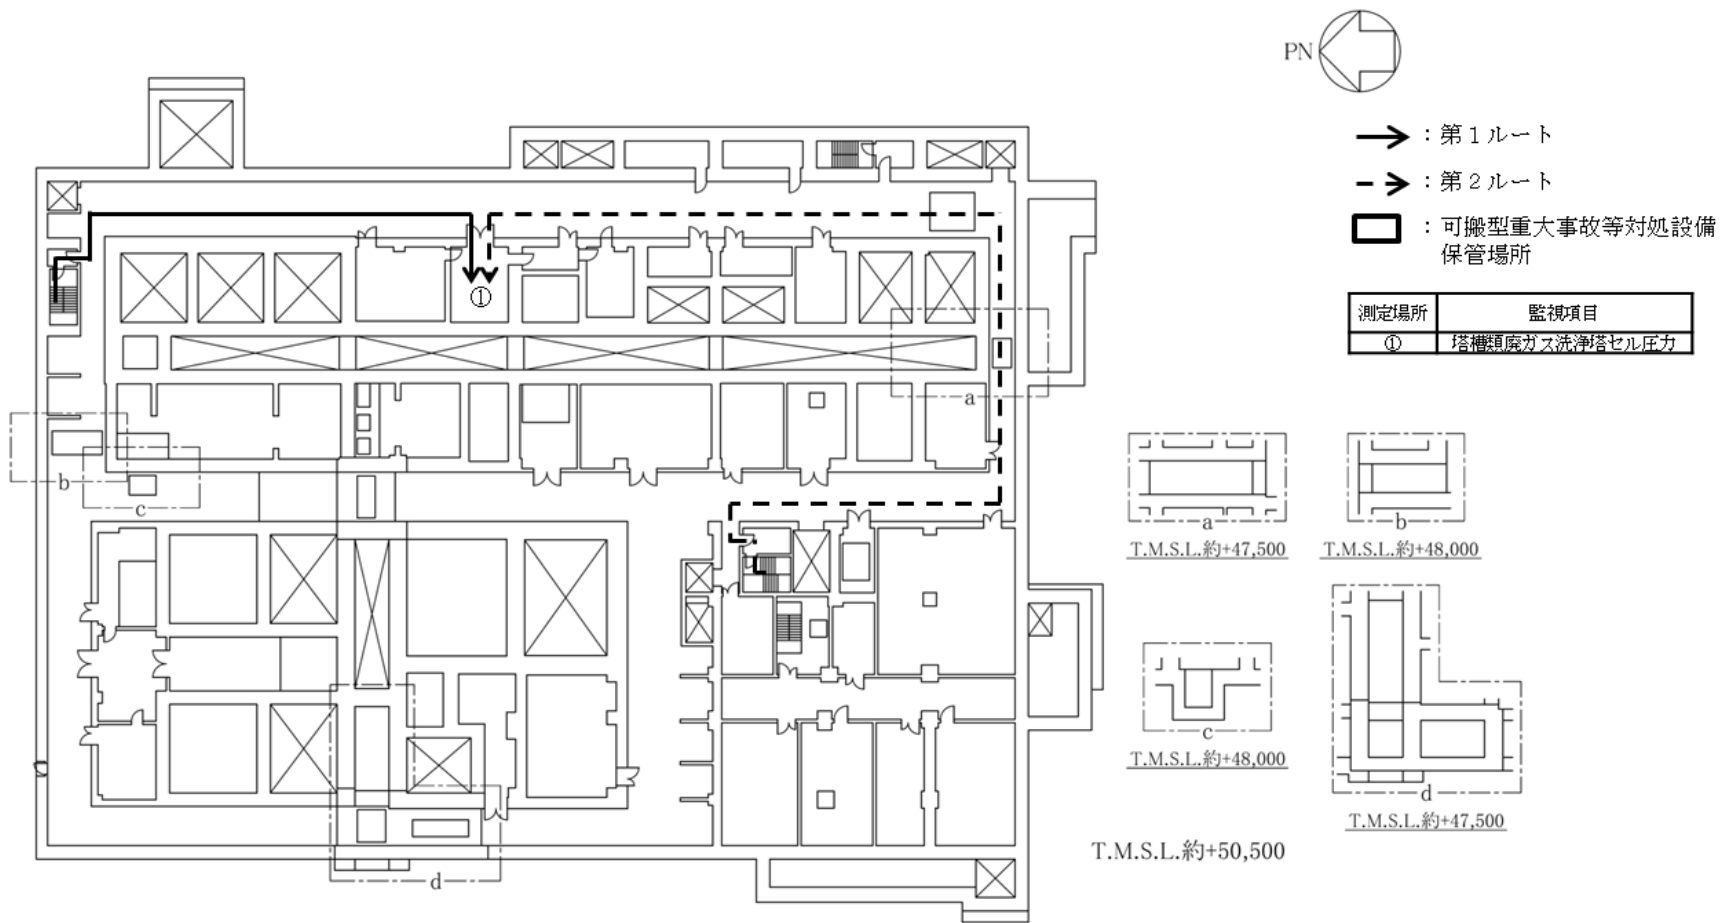 PN
：第１ルート
：第２ルート
：可搬型重大事故等対処設備
保管場所
測定場所 監視項目
① 塔槽類廃ガス洗浄塔セル圧力
①
a
b
c
d
a
T.M.S.L.約+47,500
b
T.M.S.L.約+48,000
c
T.M.S.L.約+48,000
d
T.M.S.L.約+47,500
T.M.S.L.約+50,500